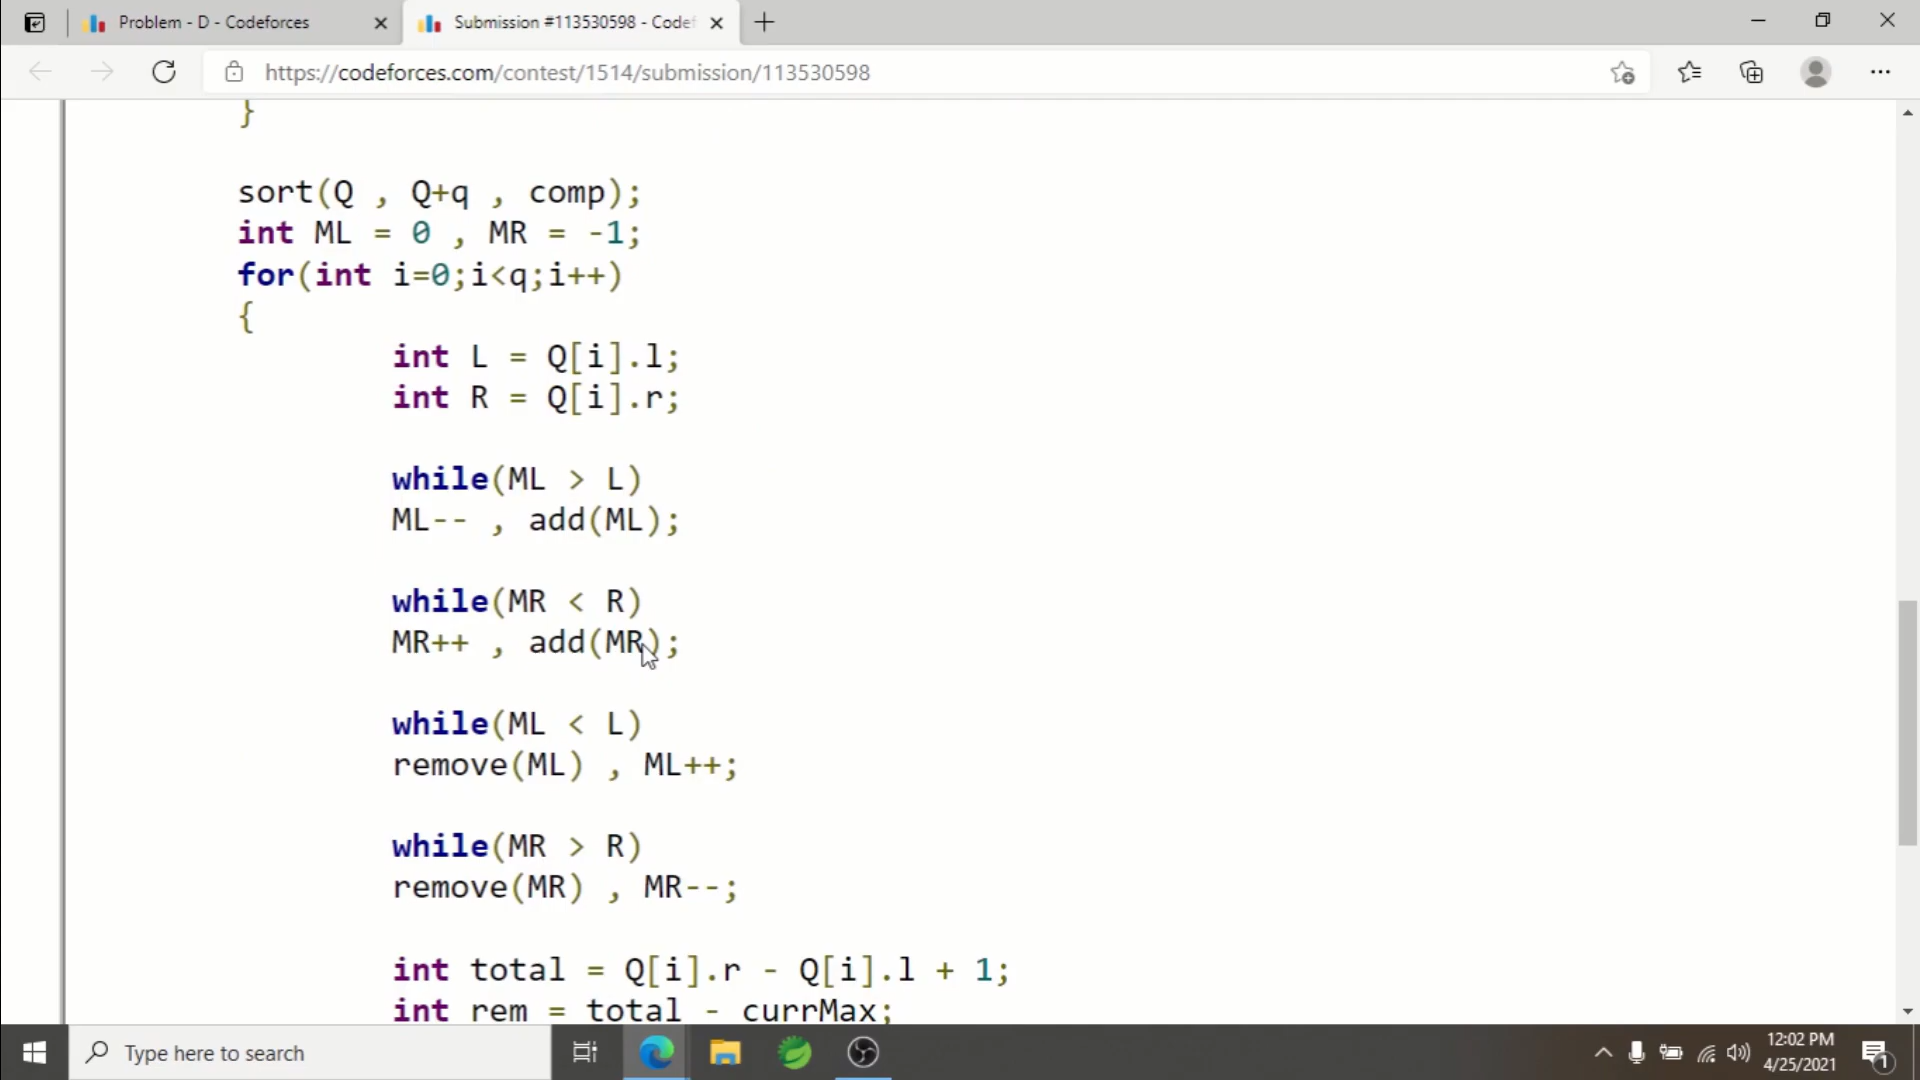 Problem - D - Codeforces
Submission #113530598 - Codef
https://codeforces.com/contest/1514/submission/113530598
}
sort(Q , Q+q , comp);
int ML = 0 , MR = -1;
for(int i=0;i<q;i++)
{
int L = Q[i].l;
int R = Q[i].r;
while(ML > L)
ML-- , add(ML);
while(MR < R)
MR++ , add(MR);
while(ML < L)
remove(ML) , ML++;
while(MR > R)
remove(MR) , MR--;
int total = Q[i].r - Q[i].l + 1;
int rem = total - currMax;
Type here to search
12:02 PM
4/25/2021
1